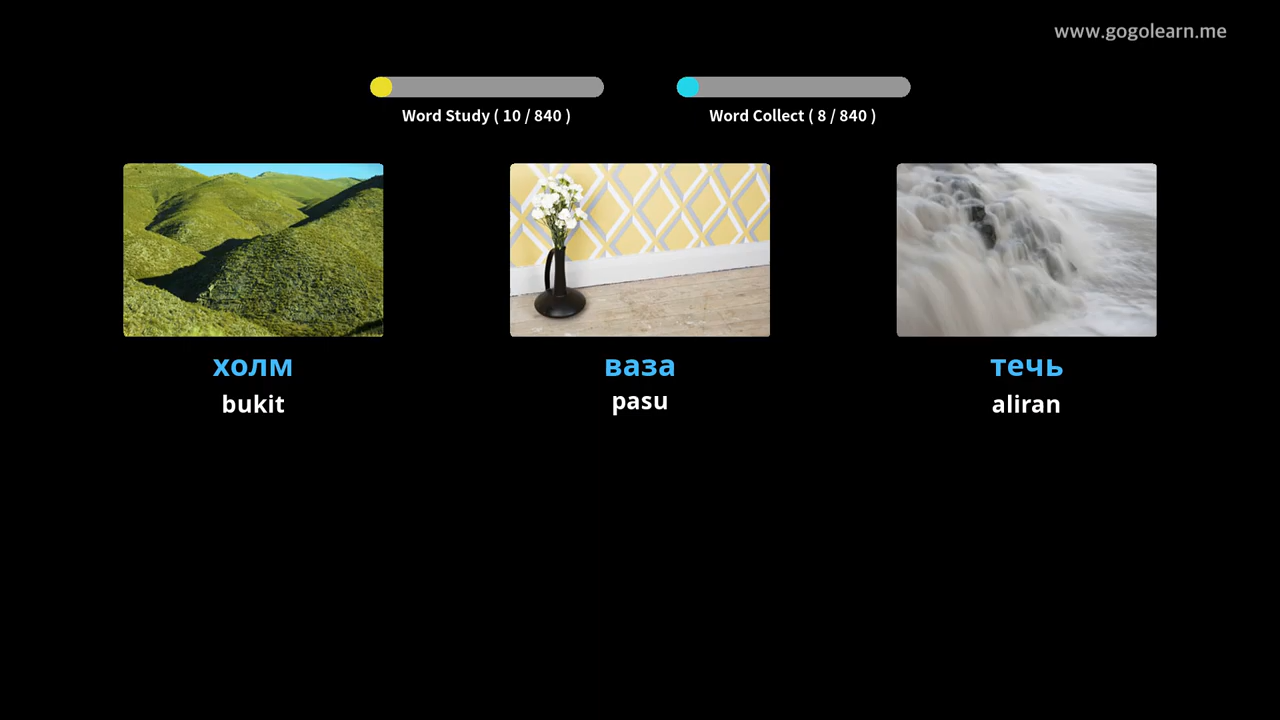 www.gogolearn.me
Word Study ( 10 / 840 )
Word Collect ( 8 / 840 )
холм
bukit
ваза
pasu
течь
aliran